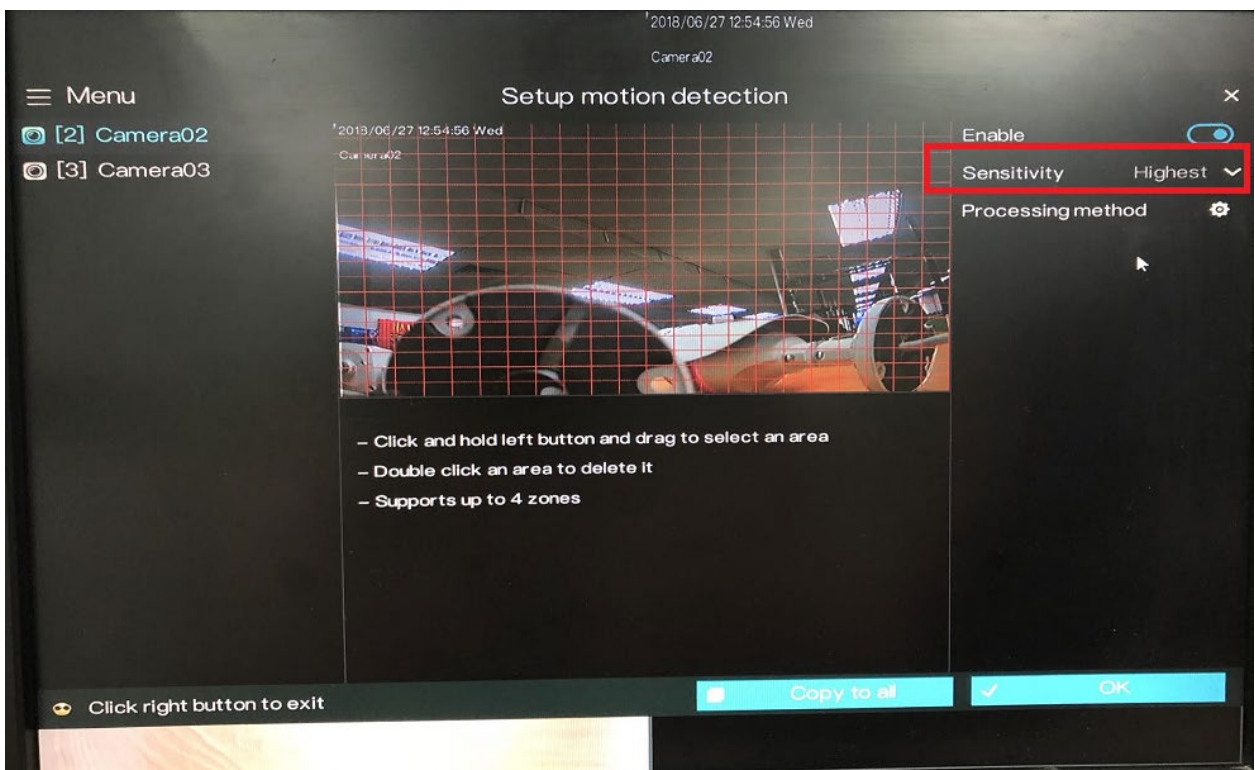 2018/06/27 12:54:56 Wed
Camera02
Menu
Setup motion detection
[2] Camera02
[3] Camera03
2018/06/27 12:54:56 Wed
Camera02
Enable
Sensitivity Highest
Processing method
– Click and hold left button and drag to select an area
– Double click an area to delete it
– Supports up to 4 zones
Click right button to exit
Copy to all
OK